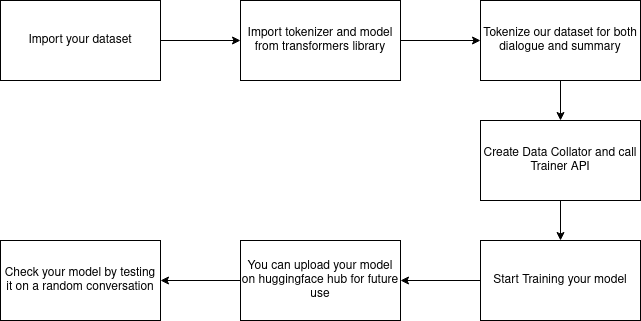 Import your dataset
Import tokenizer and model
from transformers library
Tokenize our dataset for both
dialogue and summary
Create Data Collator and call
Trainer API
Start Training your model
You can upload your model
on huggingface hub for future
use
Check your model by testing
it on a random conversation